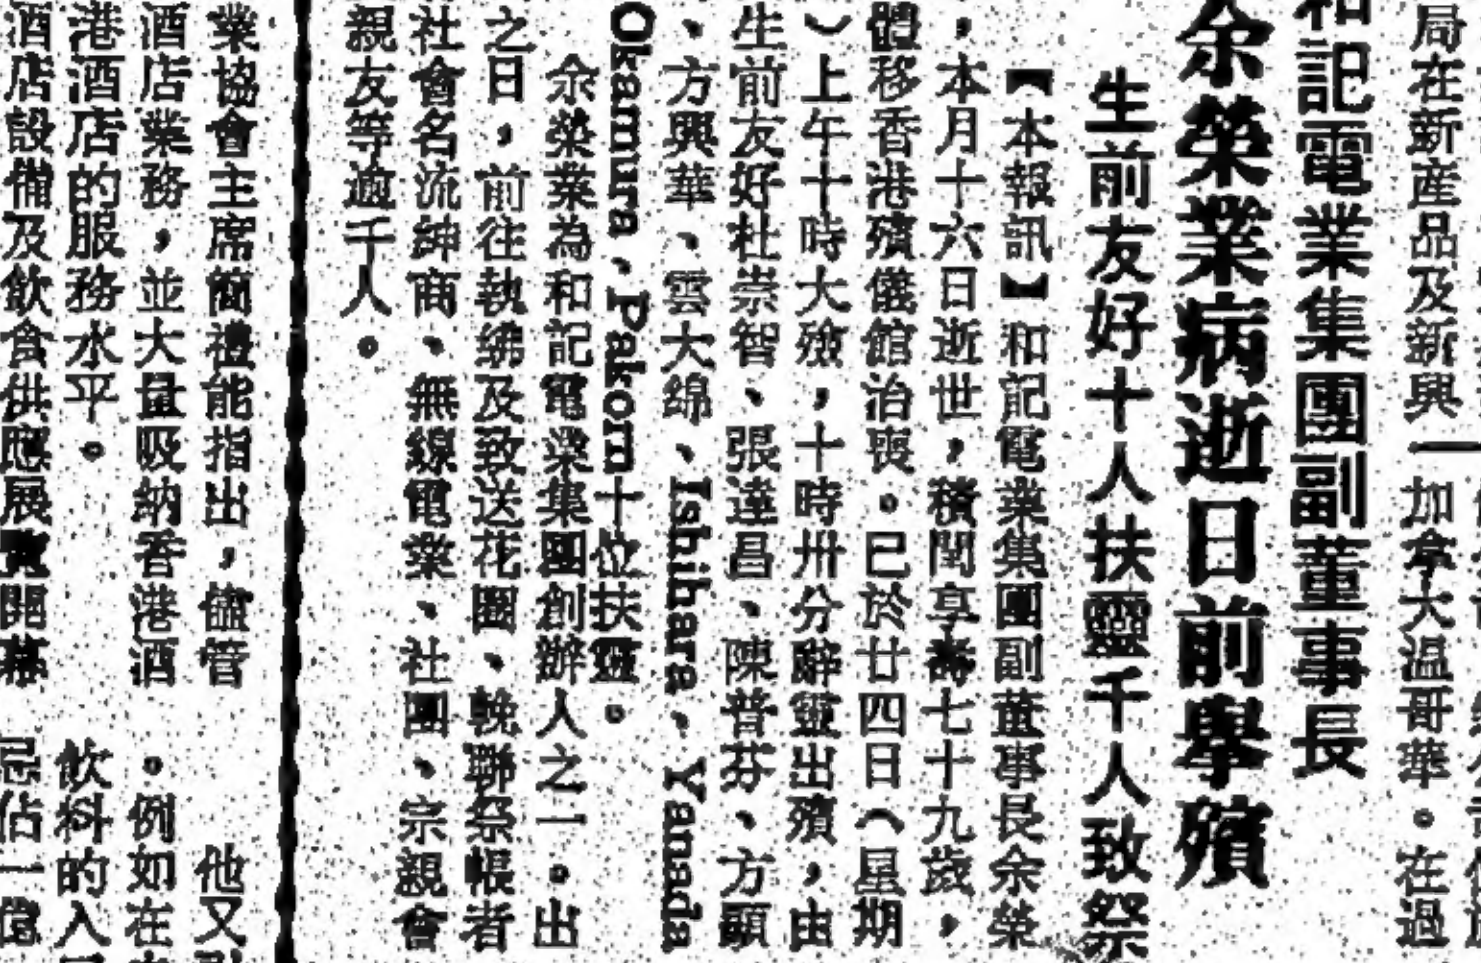 局在新産品及新興
加拿大温哥華。在過
和記電業集團副董事長
余榮業病逝日前舉殯
生前友好十人扶靈千人致祭
【本報訊】和記電業集團副董事長余榮
，本月十六日逝世，積閏享壽七十九歲，
體移香港殯儀館治喪。已於廿四日（星期
）上午十時大殮，十時卅分辭靈出殯，由
生前友好杜崇智、張達昌、陳普芬、方顯
、方興華、雲大綿、Ishihara、Yanada
Okamura、Pakorn十位扶靈。
余榮業為和記電業集團創辦人之一。出
之日，前往執紼及致送花圈、輓聯祭帳者
社會名流紳商、無線電業、社團、宗親會
親友等逾千人。
業協會主席簡禮能指出，儘管
酒店業務，並大量吸納香港酒
港酒店的服務水平。
酒店設備及飲食供應展覽開幕
他又
。例如在
飲料的入
佔一億